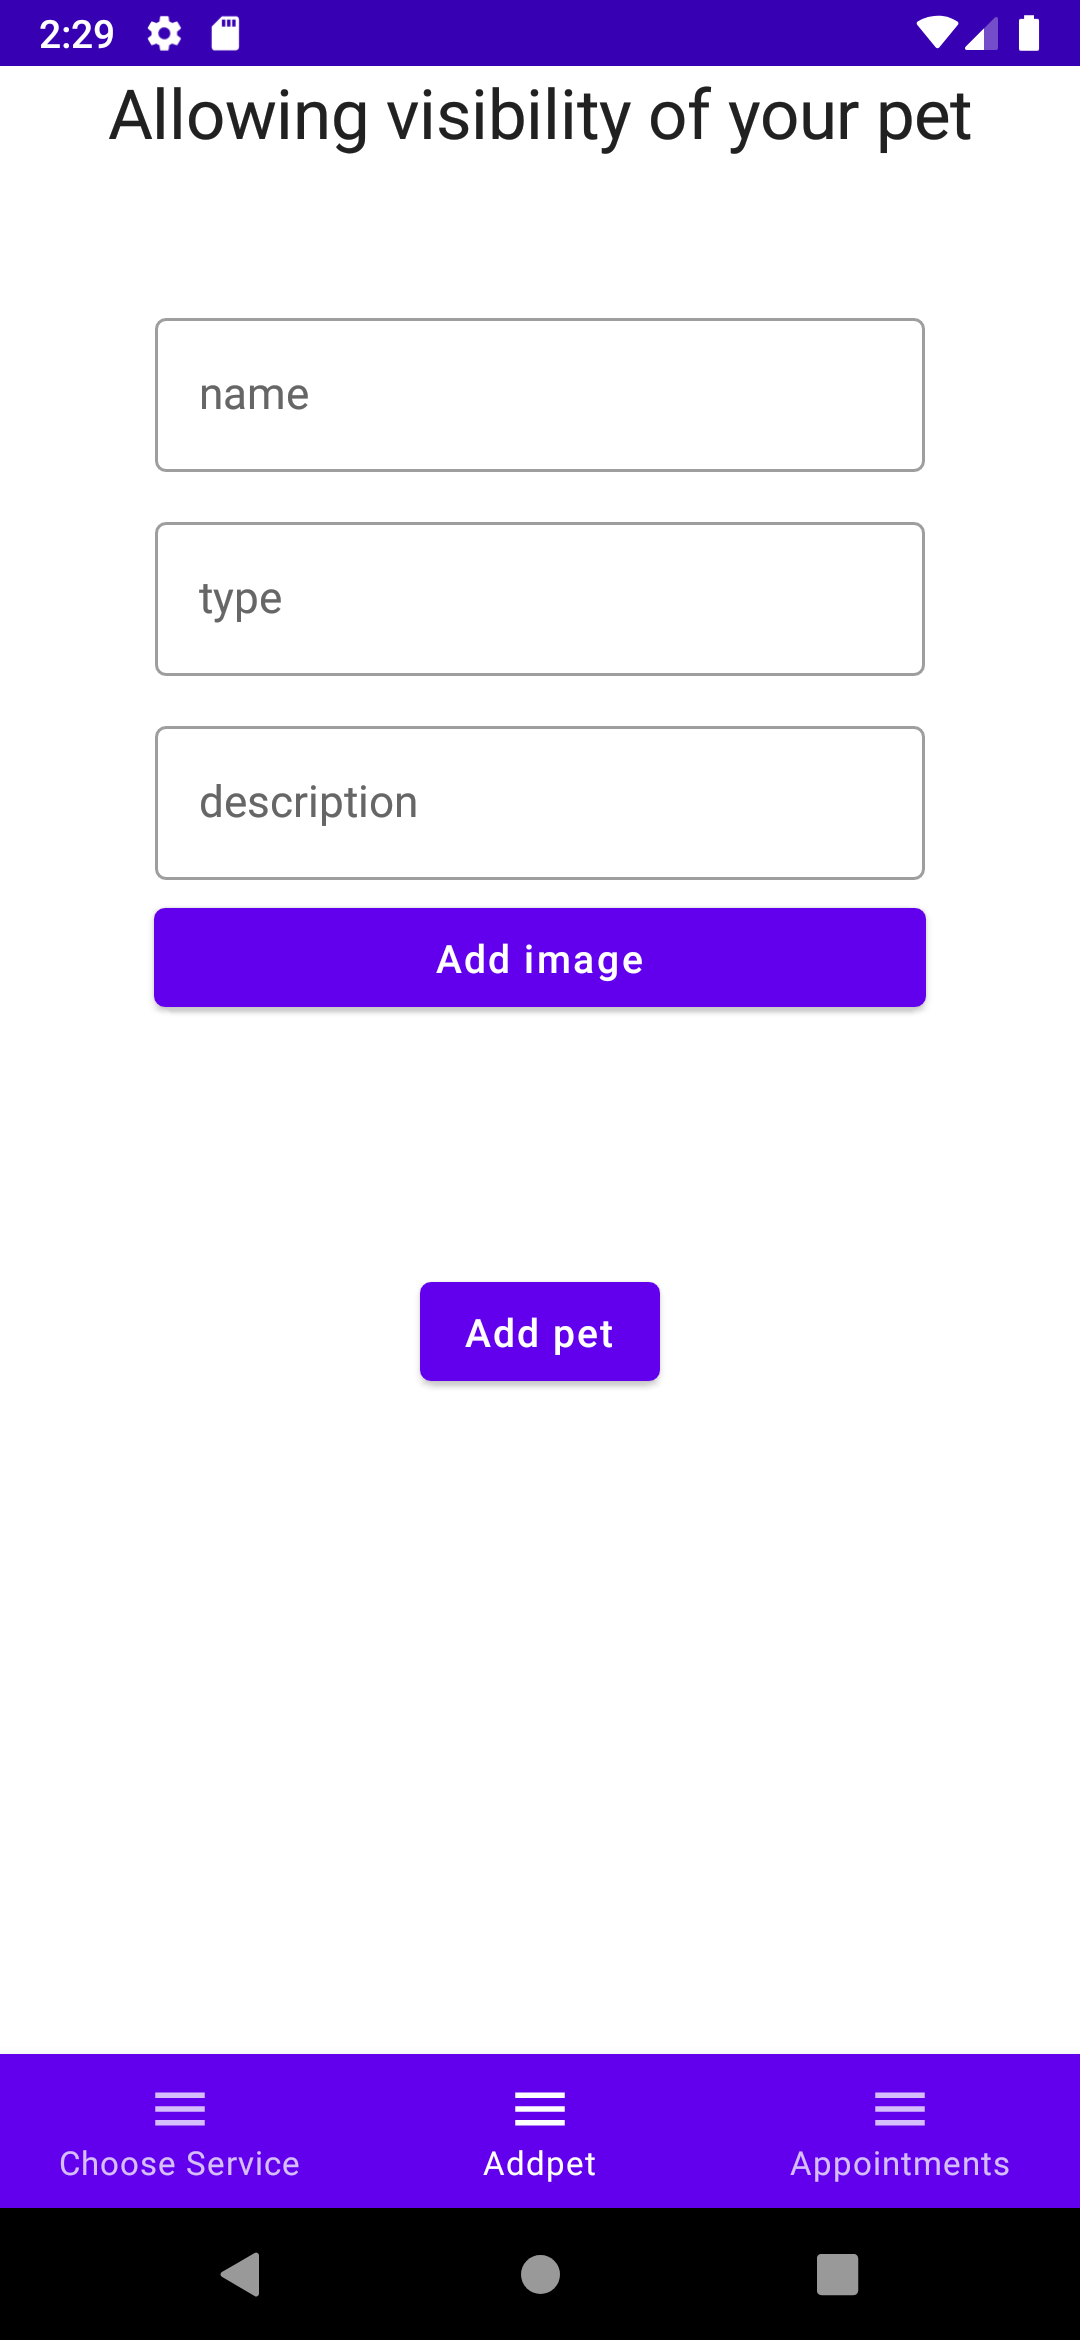 2:29
Allowing visibility of your pet
name
type
description
Add image
Add pet
Choose Service
Addpet
Appointments